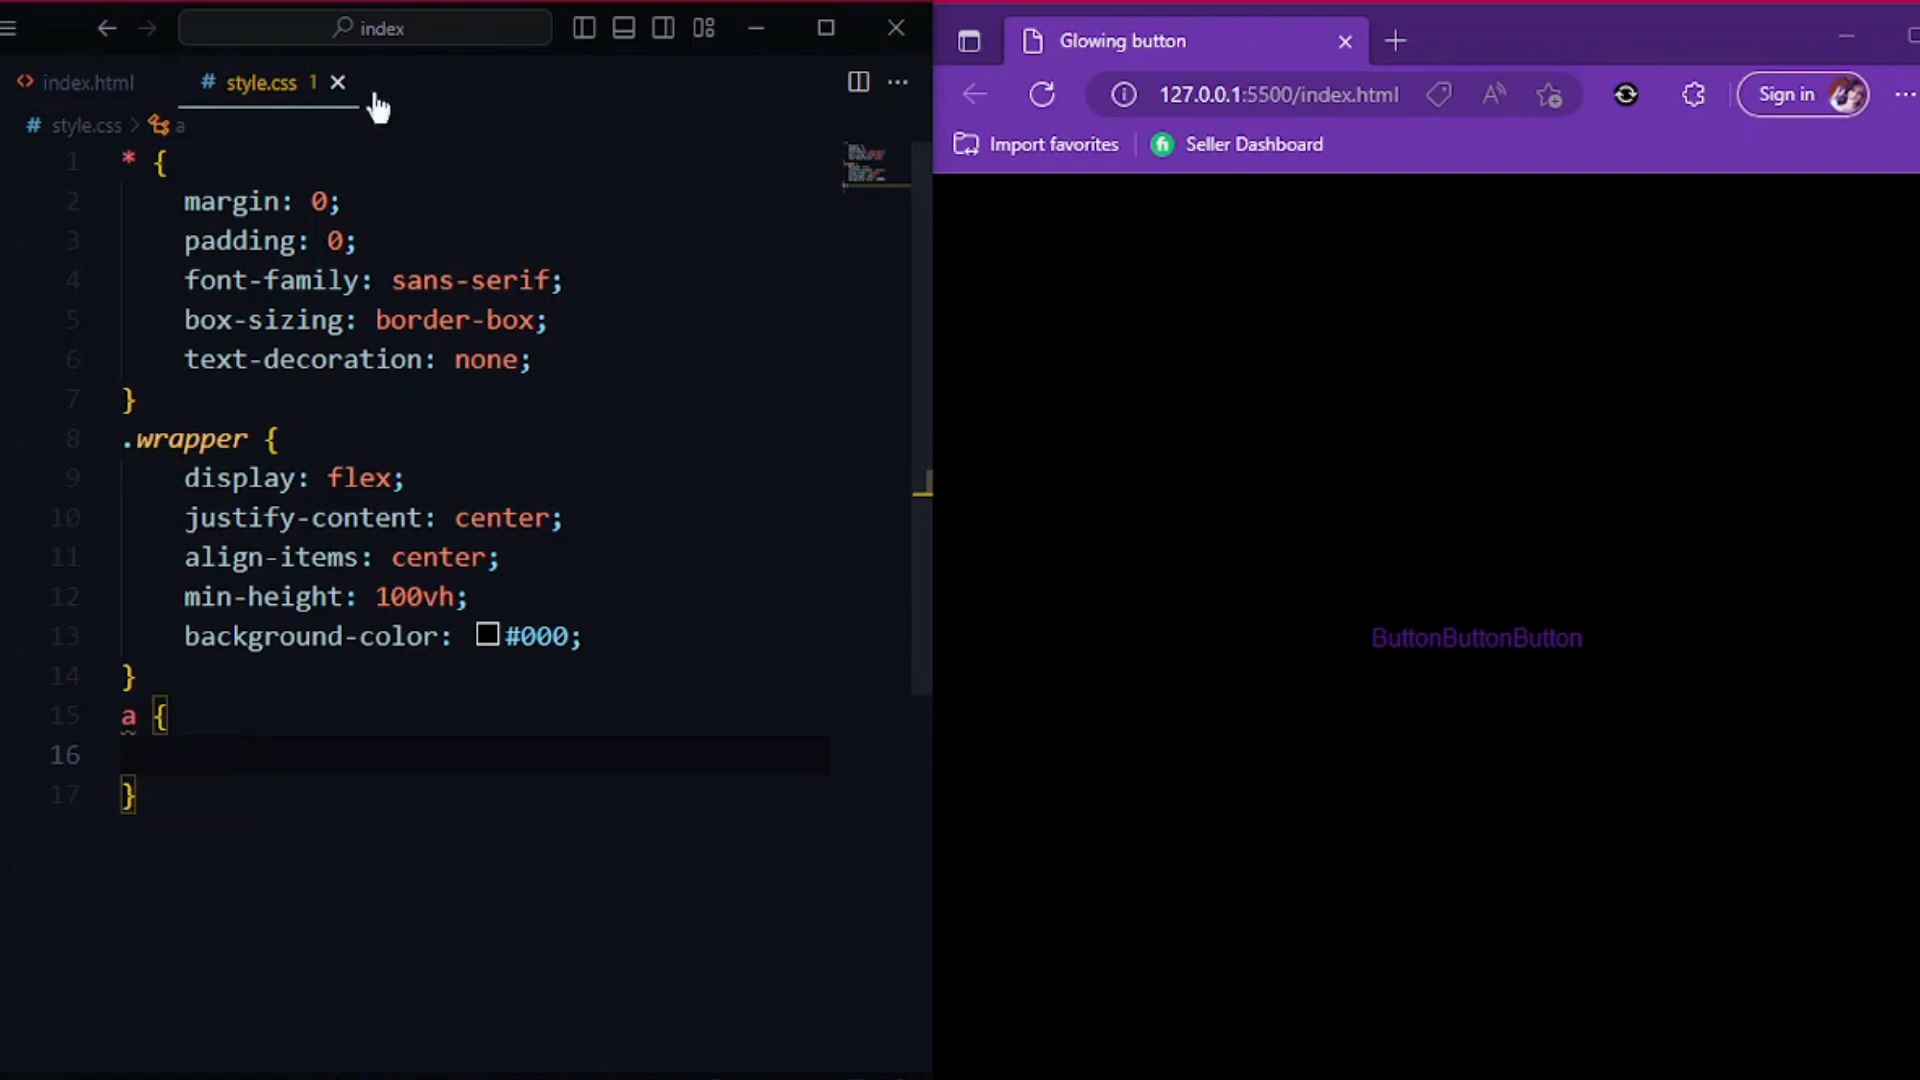 index
index.html
# style.css 1
# style.css > a
1 * {
2 margin: 0;
3 padding: 0;
4 font-family: sans-serif;
5 box-sizing: border-box;
6 text-decoration: none;
7 }
8 .wrapper {
9 display: flex;
10 justify-content: center;
11 align-items: center;
12 min-height: 100vh;
13 background-color: #000;
14 }
15 a {
16
17 }
Glowing button
127.0.0.1:5500/index.html
Sign in
Import favorites
fi Seller Dashboard
ButtonButtonButton